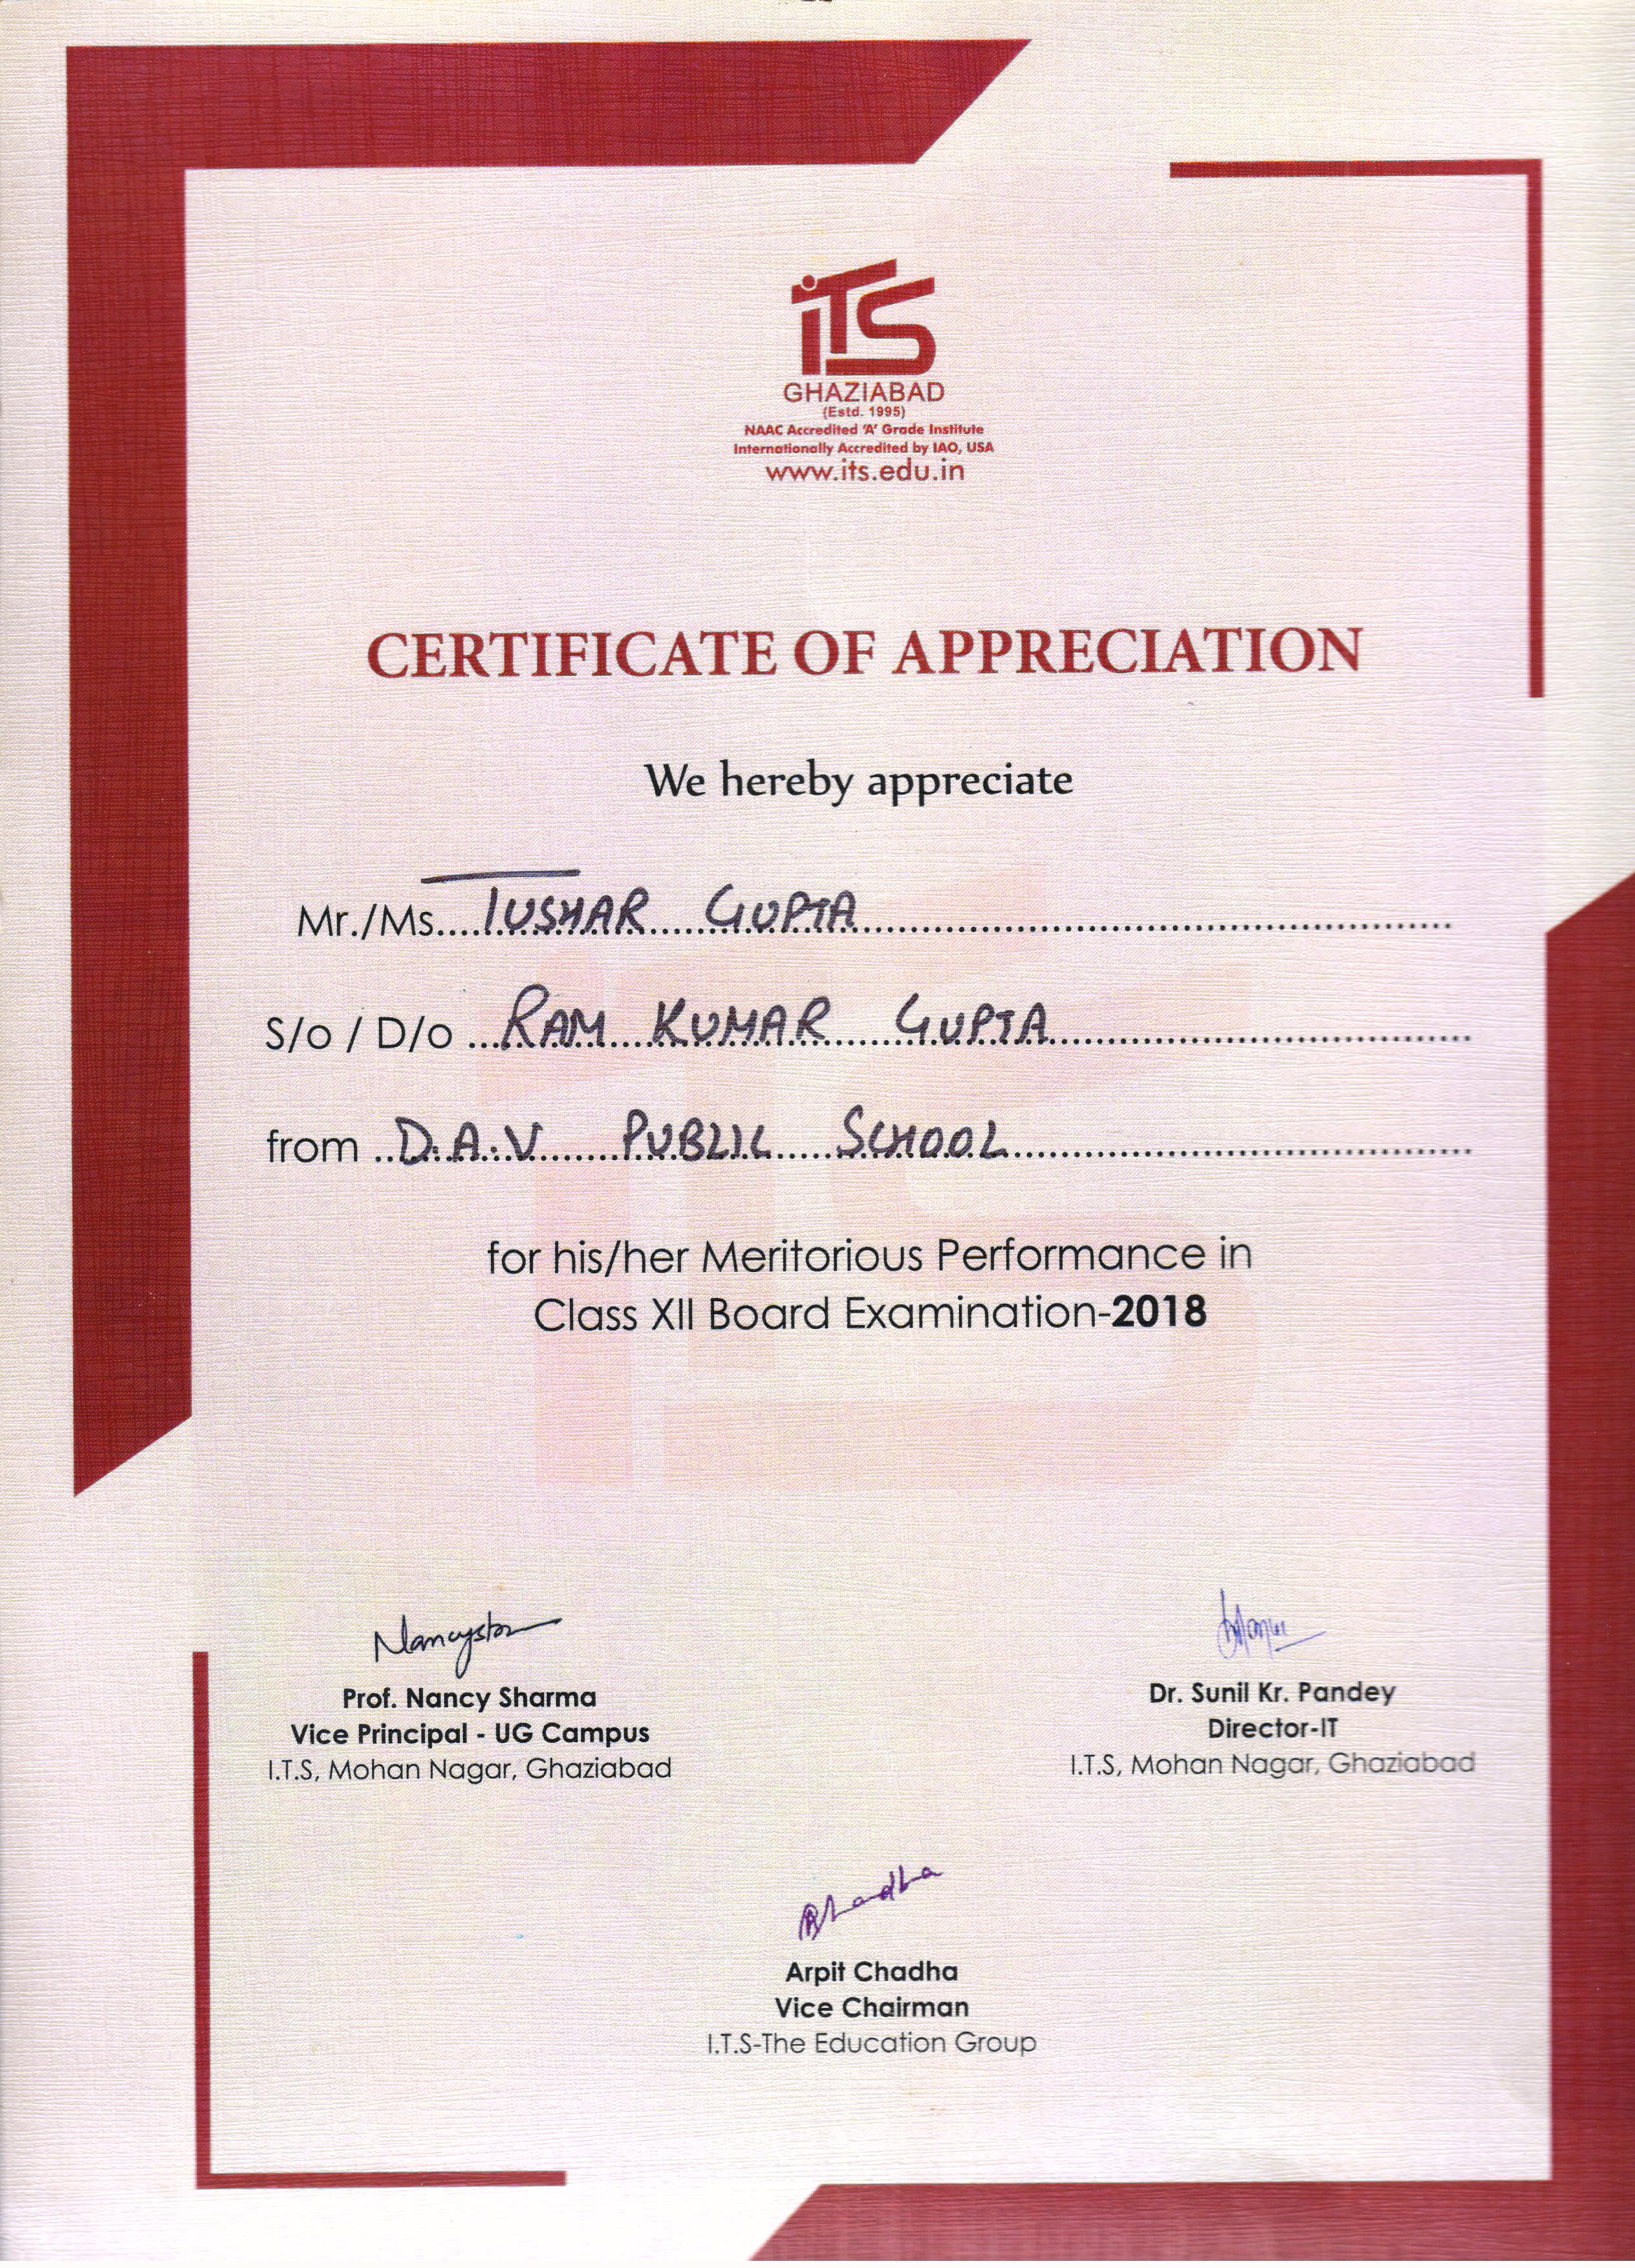 iTS
GHAZIABAD
(Estd. 1995)
NAAC Accredited 'A' Grade Institute
Internationally Accredited by IAO, USA
www.its.edu.in
CERTIFICATE OF APPRECIATION
We hereby appreciate
Mr./Ms....TUSHAR GUPTA
S/o / D/o ...RAM KUMAR GUPTA
from ..D.A.V PUBLIC SCHOOL
for his/her Meritorious Performance in
Class XII Board Examination-2018
Prof. Nancy Sharma
Vice Principal - UG Campus
I.T.S, Mohan Nagar, Ghaziabad
Dr. Sunil Kr. Pandey
Director-IT
I.T.S, Mohan Nagar, Ghaziabad
Chadha
Arpit Chadha
Vice Chairman
I.T.S-The Education Group